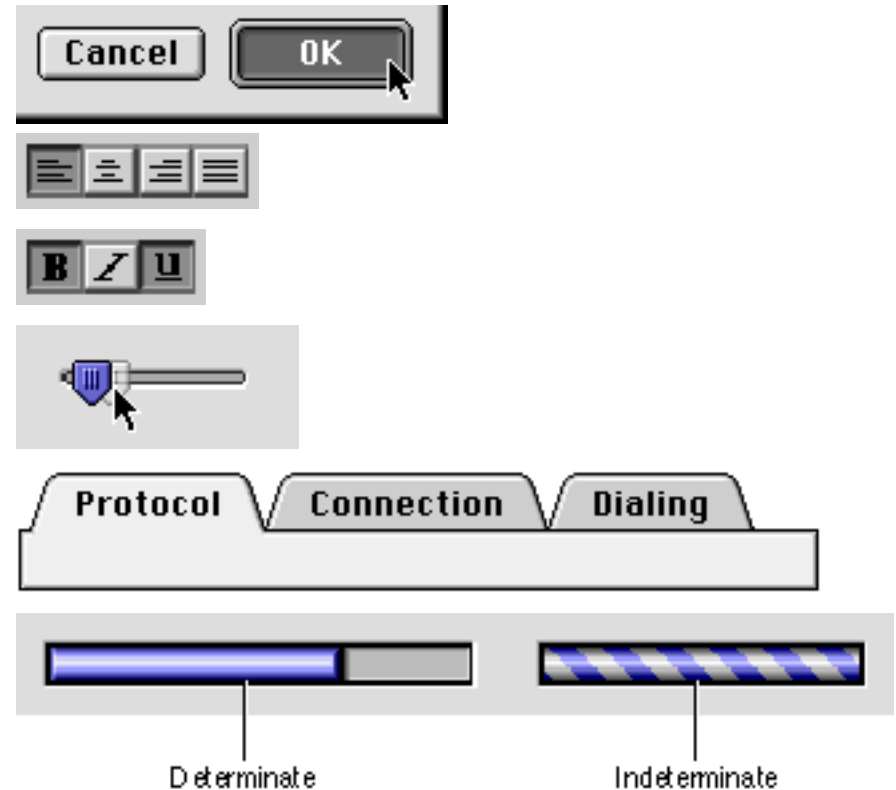 Cancel OK
B I U
Protocol Connection Dialing
Determinate Indeterminate